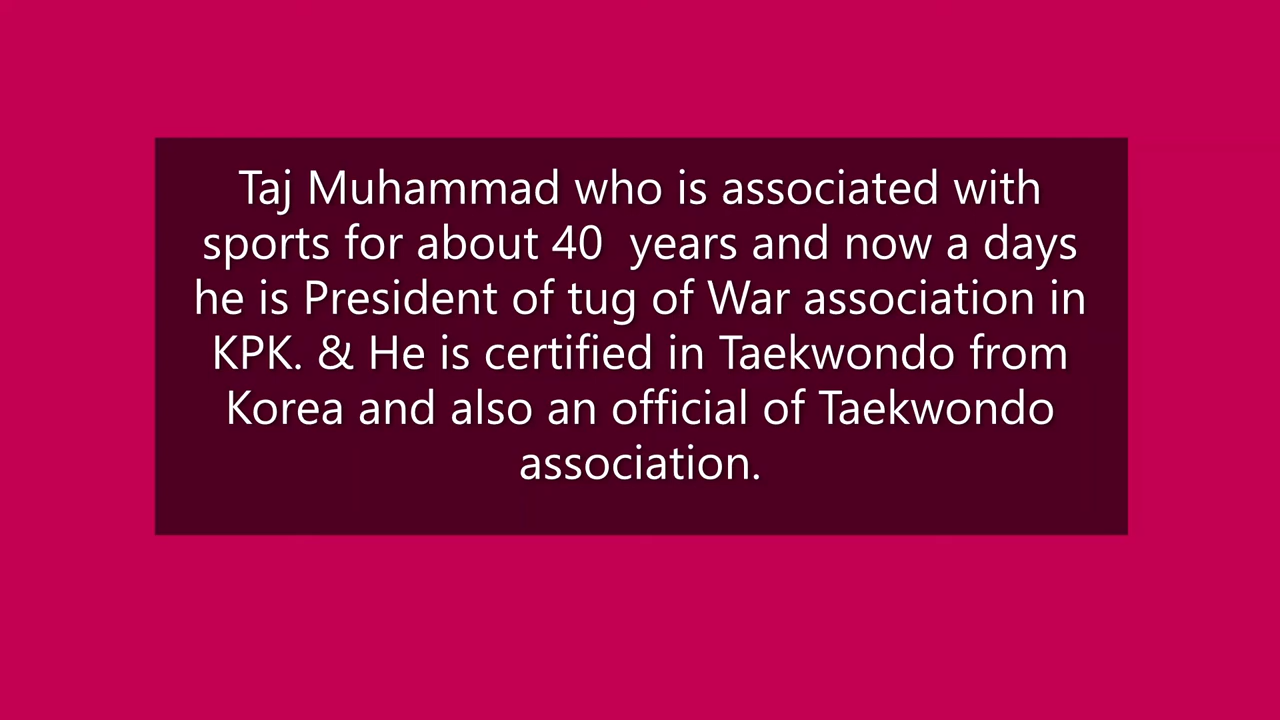 Taj Muhammad who is associated with
sports for about 40  years and now a days
he is President of tug of War association in
KPK. & He is certified in Taekwondo from
Korea and also an official of Taekwondo
association.